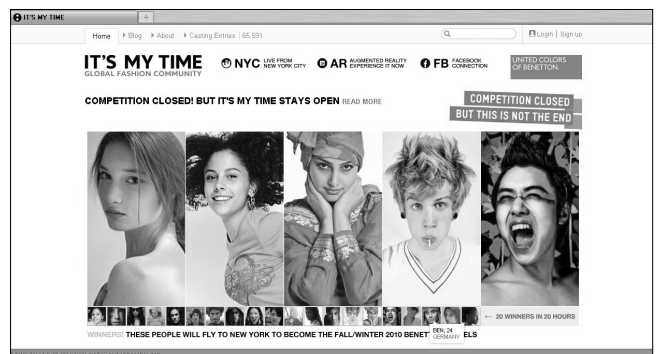 IT'S MY TIME
Home Blog About Casting Entries 65.591 Login Sign up
IT'S MY TIME
GLOBAL FASHION COMMUNITY
NYC LIVE FROM NEW YORK CITY
AR AUGMENTED REALITY EXPERIENCE IT NOW
FB FACEBOOK CONNECTION
UNITED COLORS
OF BENETTON.
COMPETITION CLOSED! BUT IT'S MY TIME STAYS OPEN READ MORE
COMPETITION CLOSED
BUT THIS IS NOT THE END
← 20 WINNERS IN 20 HOURS
BEN, 24
GERMANY
WINNERS! THESE PEOPLE WILL FLY TO NEW YORK TO BECOME THE FALL/WINTER 2010